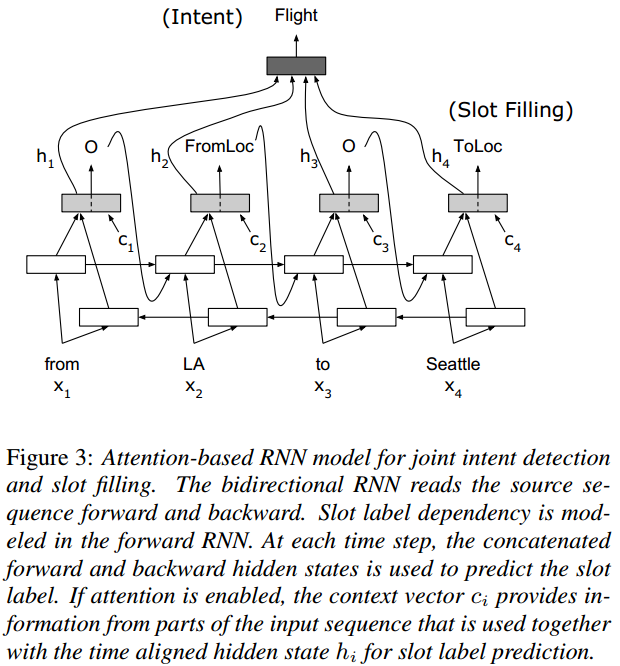 (Intent) Flight
(Slot Filling)
h1 O h2 FromLoc h3 O h4 ToLoc
c1 c2 c3 c4
from LA to Seattle
x1 x2 x3 x4
Figure 3: Attention-based RNN model for joint intent detection
and slot filling. The bidirectional RNN reads the source se-
quence forward and backward. Slot label dependency is mod-
eled in the forward RNN. At each time step, the concatenated
forward and backward hidden states is used to predict the slot
label. If attention is enabled, the context vector ci provides in-
formation from parts of the input sequence that is used together
with the time aligned hidden state hi for slot label prediction.